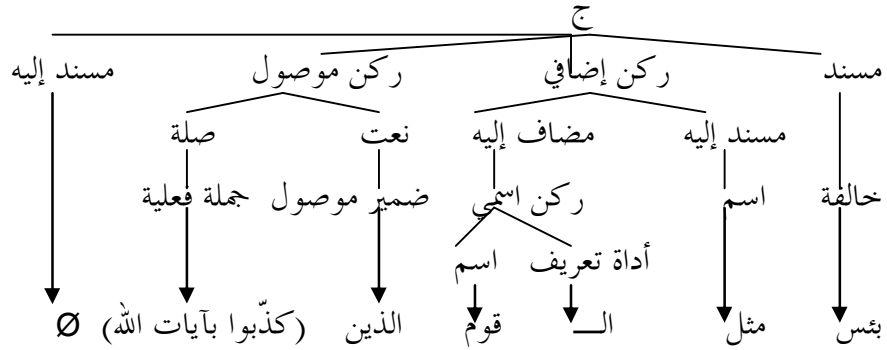 ج
مسند ركن إضافي ركن موصول مسند إليه
مسند إليه مضاف إليه نعت صلة
خالفة اسم ركن اسمي ضمير موصول جملة فعلية
أداة تعريف اسم
بئس مثل الـــ قوم الذين (كذّبوا بآيات الله) Ø